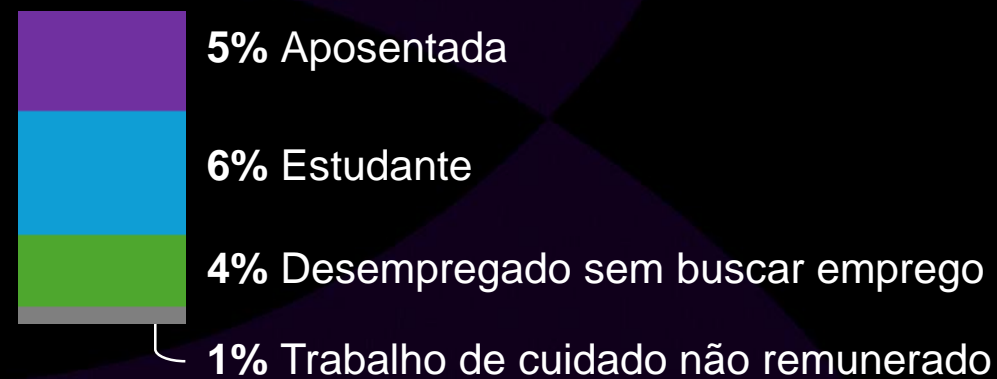 5% Aposentada
6% Estudante
4% Desempregado sem buscar emprego
1% Trabalho de cuidado não remunerado